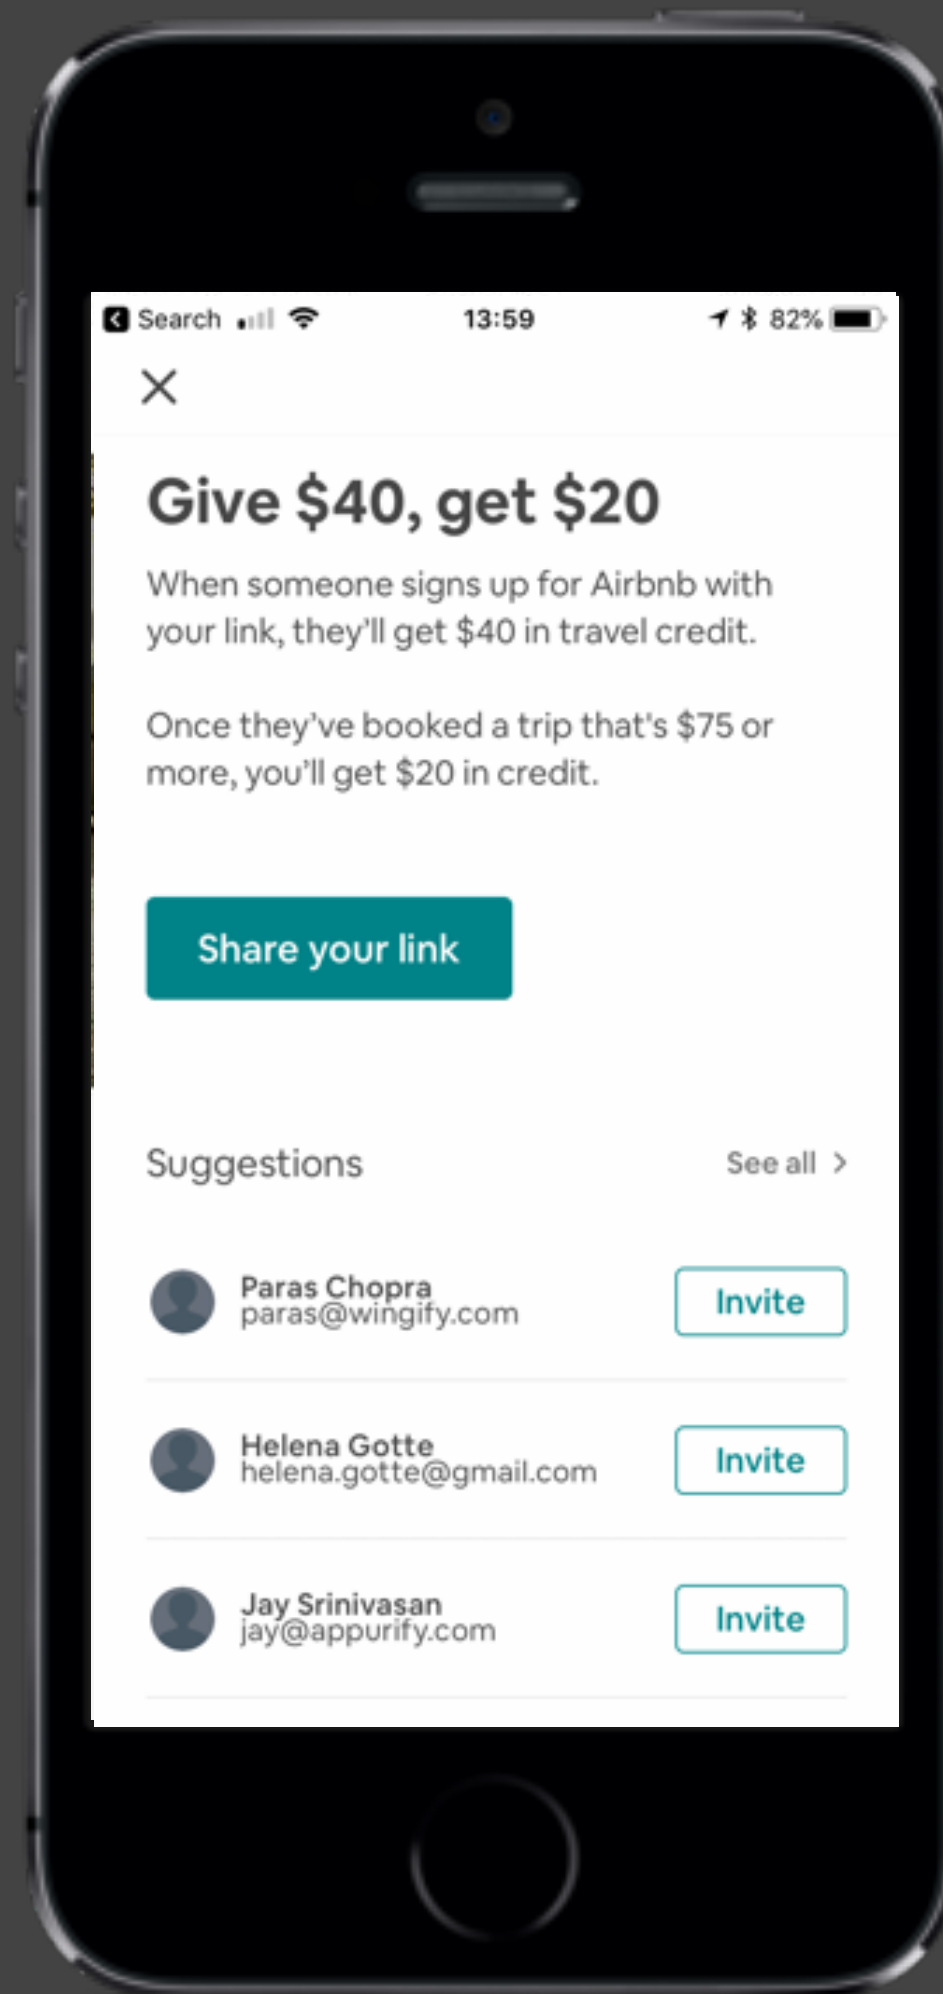 Search 13:59 82%
Give $40, get $20
When someone signs up for Airbnb with
your link, they'll get $40 in travel credit.
Once they've booked a trip that's $75 or
more, you'll get $20 in credit.
Share your link
Suggestions See all >
Paras Chopra
paras@wingify.com
Invite
Helena Gotte
helena.gotte@gmail.com
Invite
Jay Srinivasan
jay@appurify.com
Invite